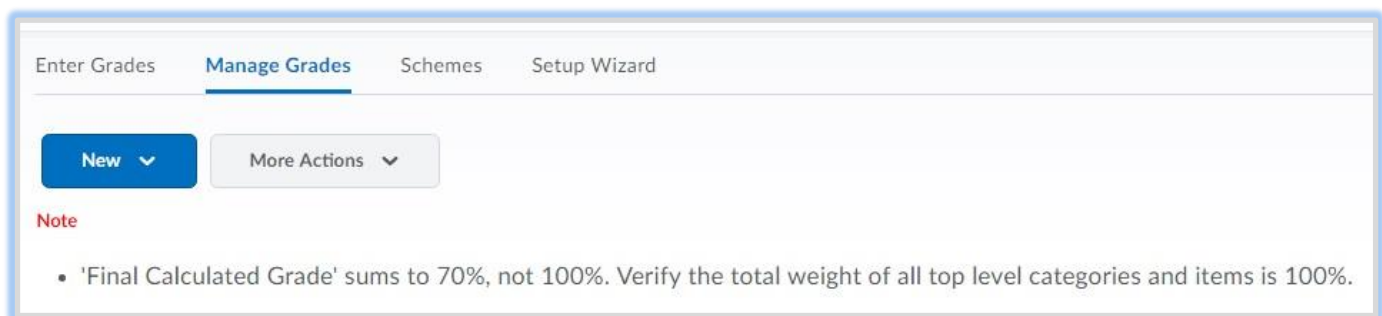 Enter Grades Manage Grades Schemes Setup Wizard
New More Actions
Note
• 'Final Calculated Grade' sums to 70%, not 100%. Verify the total weight of all top level categories and items is 100%.